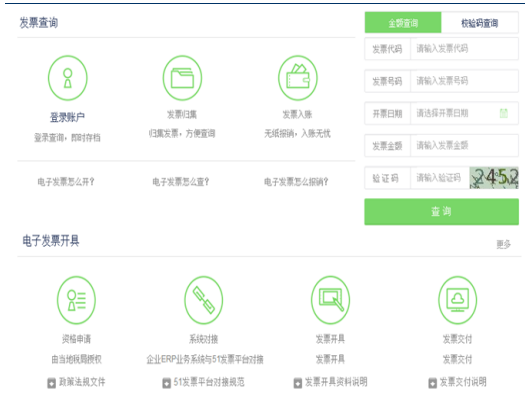 发票查询
金额查询 校验码查询
发票代码 请输入发票代码
发票号码 请输入发票号码
开票日期 请选择开票日期
发票金额 请输入发票金额
验证码 请输入验证码 2452
查询
登录账户 发票归集 发票入账
登录查询，即时存档 归集发票，方便查询 无纸报销，入账无忧
电子发票怎么开？ 电子发票怎么查？ 电子发票怎么报销？
电子发票开具 更多
资格申请 系统对接 发票开具 发票交付
由当地税局授权 企业ERP业务系统与51发票平台对接 发票开具 发票交付
政策法规文件 51发票平台对接规范 发票开具资料说明 发票交付说明